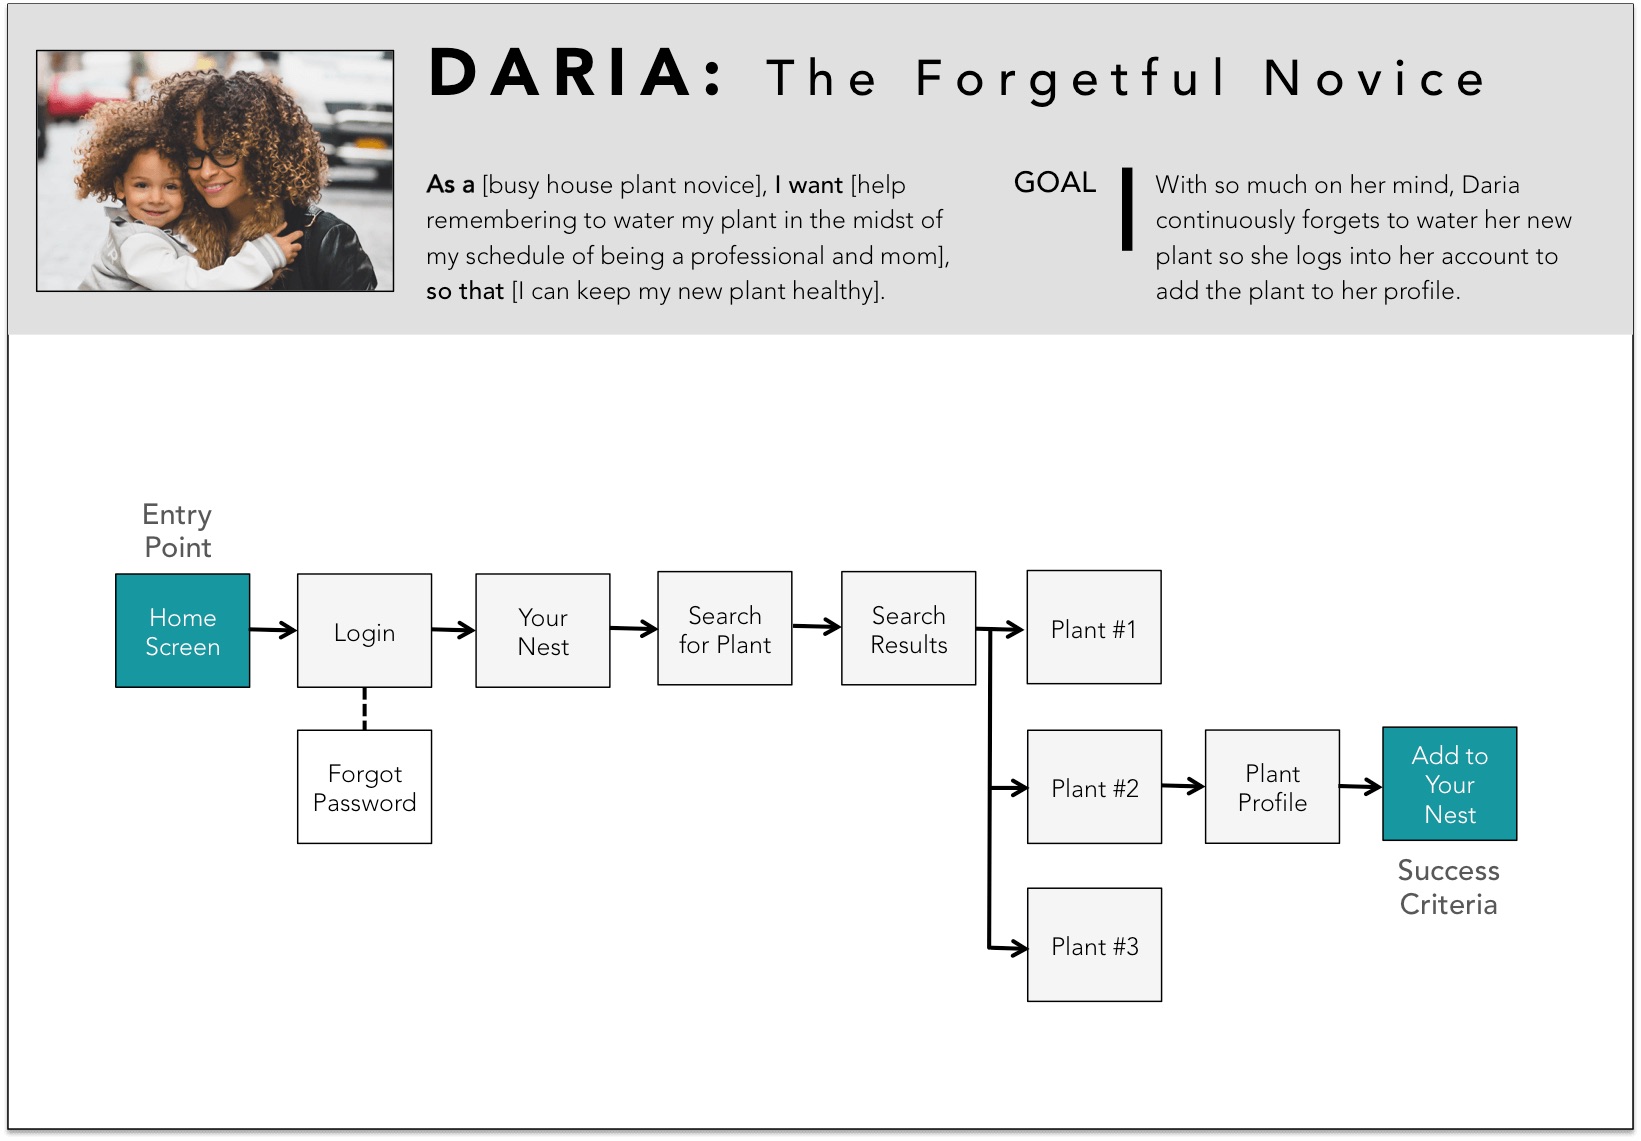 DARIA: The Forgetful Novice
As a [busy house plant novice], I want [help
remembering to water my plant in the midst of
my schedule of being a professional and mom],
so that [I can keep my new plant healthy].
GOAL
With so much on her mind, Daria
continuously forgets to water her new
plant so she logs into her account to
add the plant to her profile.
Entry
Point
Home
Screen
Login
Your
Nest
Search
for Plant
Search
Results
Plant #1
Forgot
Password
Plant #2
Plant
Profile
Add to
Your
Nest
Success
Criteria
Plant #3